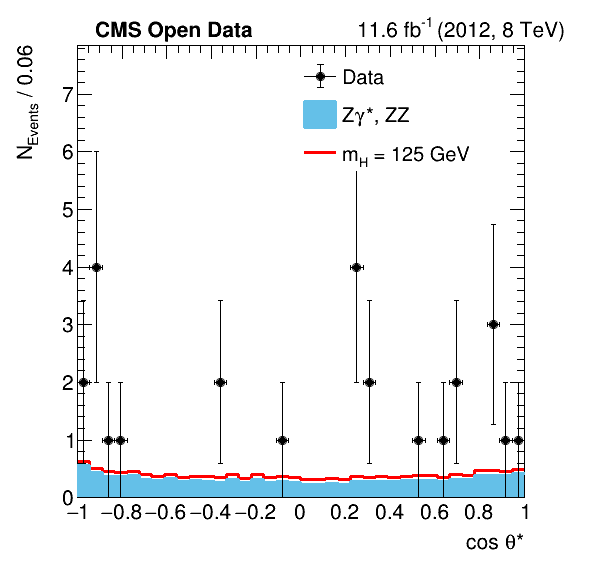 CMS Open Data 11.6 fb-1 (2012, 8 TeV)
NEvents / 0.06
Data
Zγ*, ZZ
mH = 125 GeV
7
6
5
4
3
2
1
0
−1 −0.8 −0.6 −0.4 −0.2 0 0.2 0.4 0.6 0.8 1
cos θ*